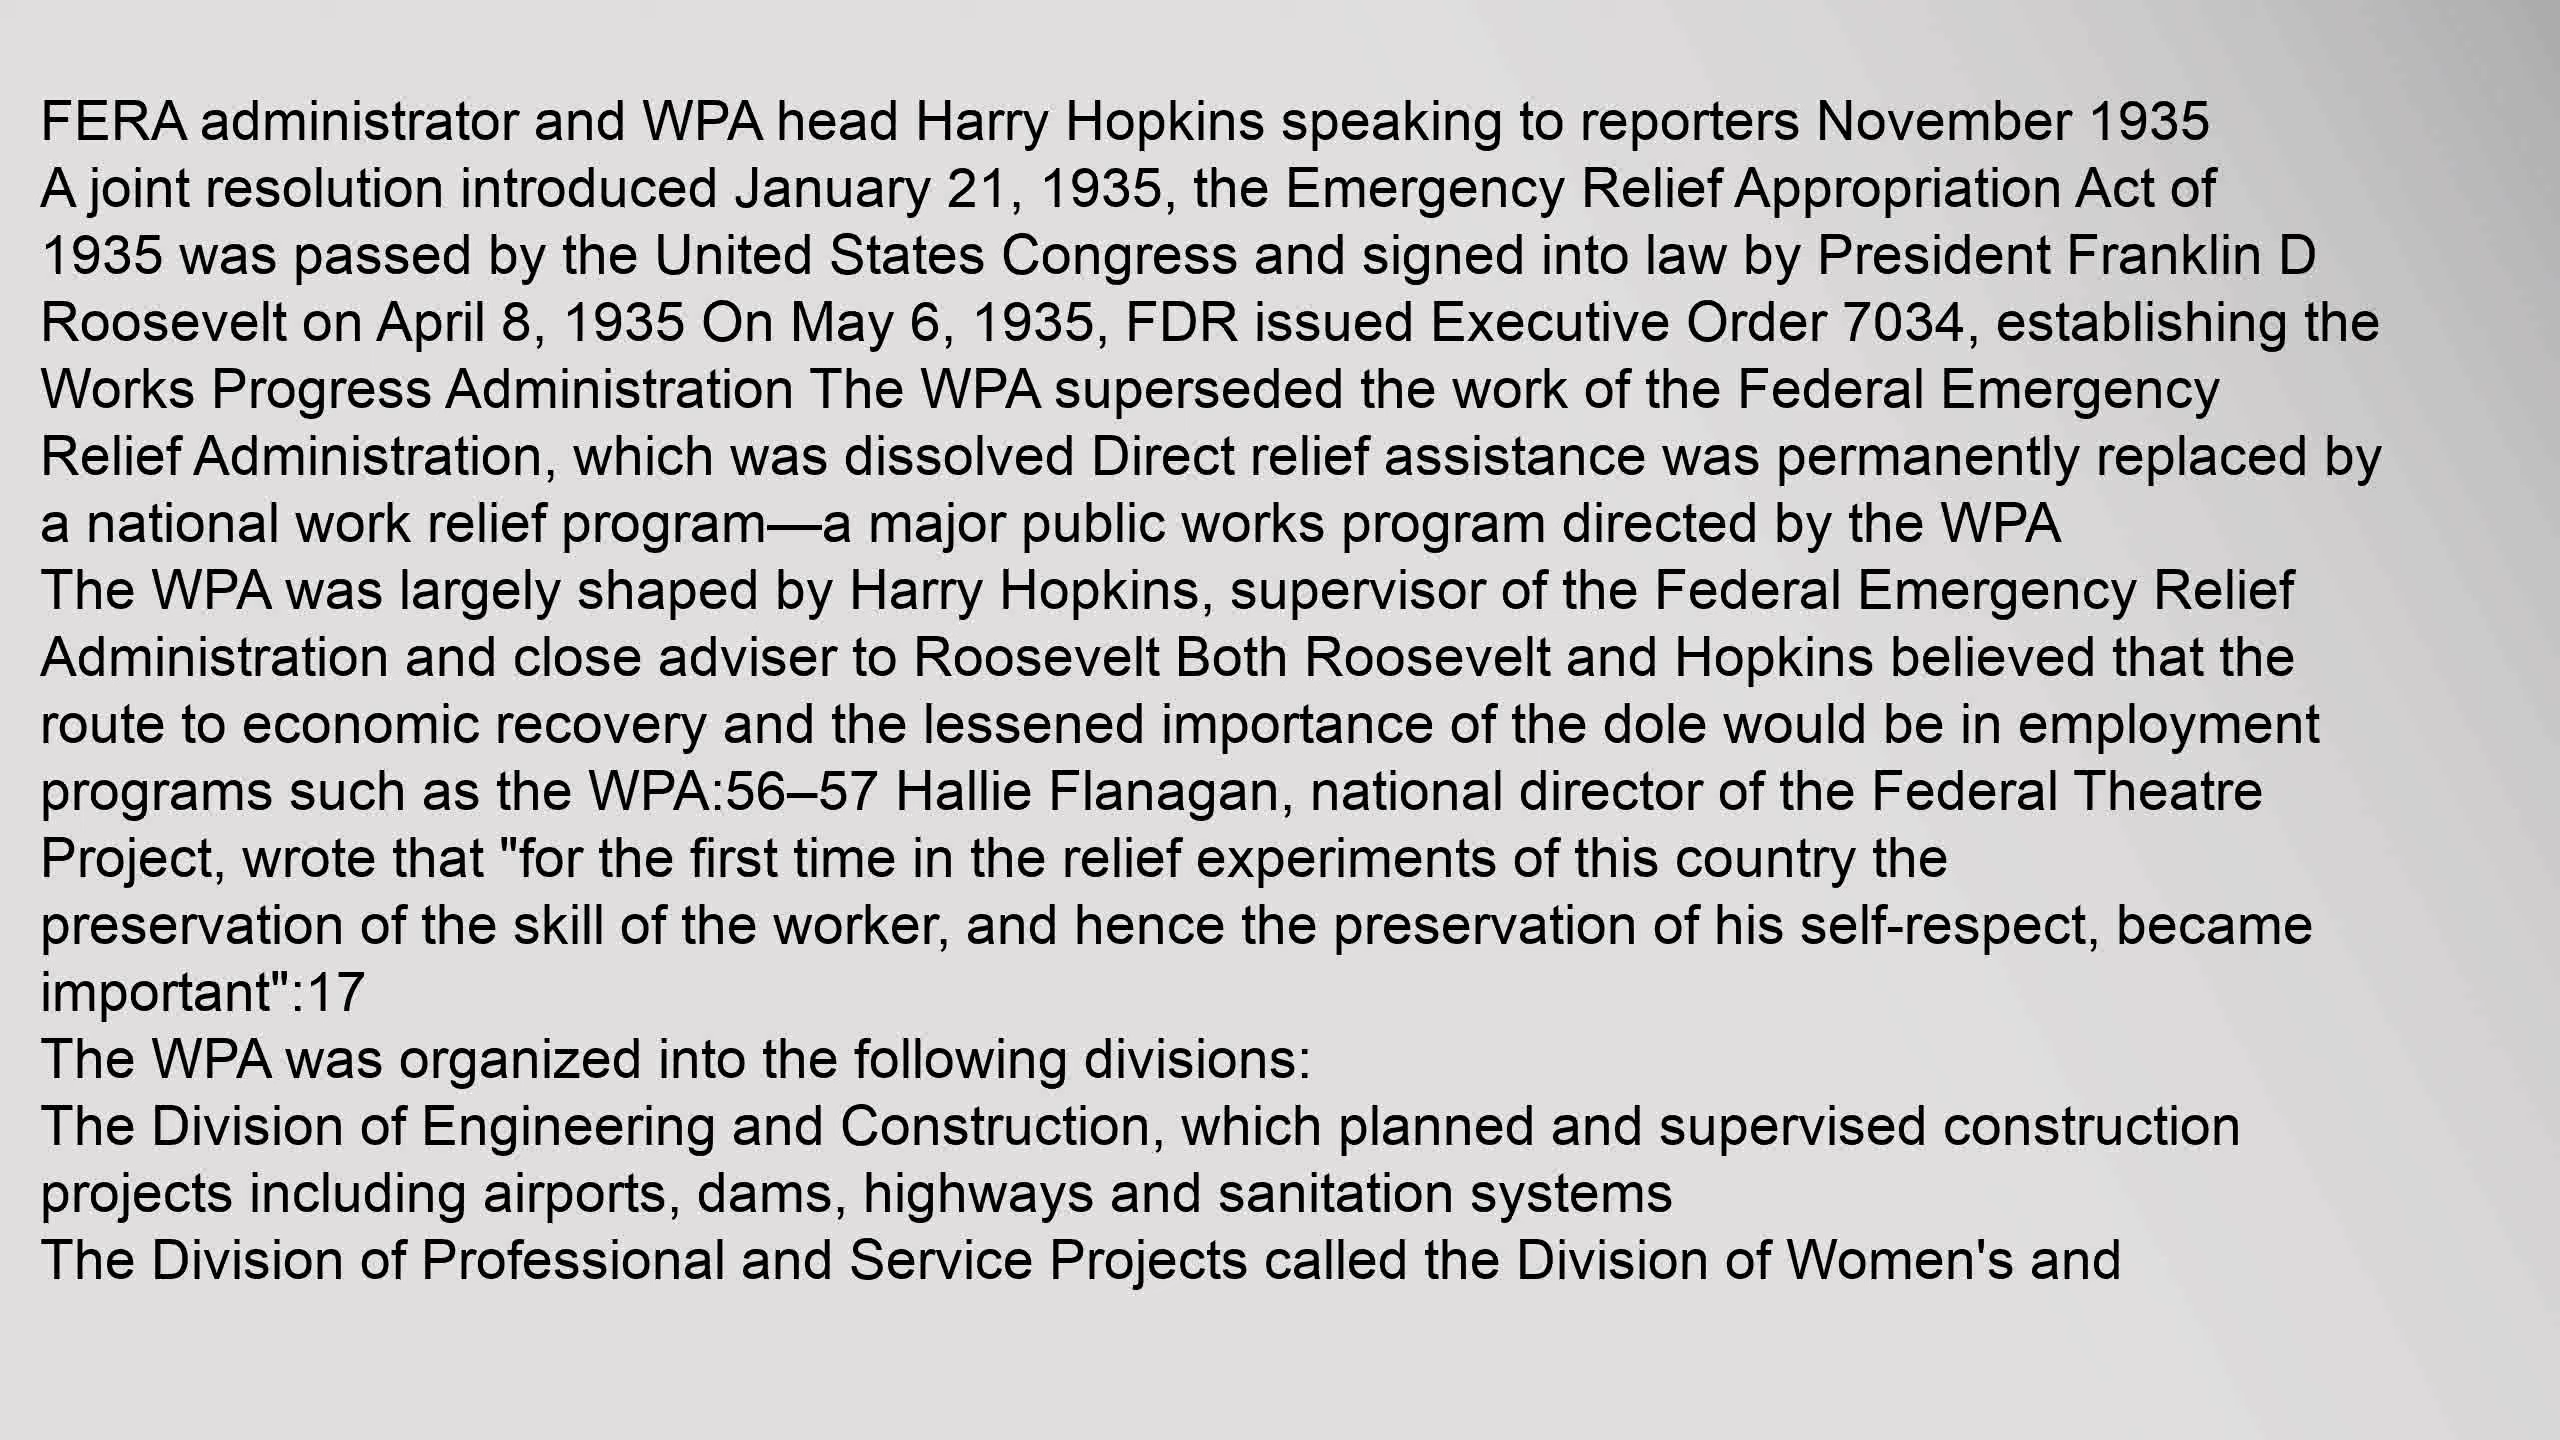 FERA administrator and WPA head Harry Hopkins speaking to reporters November 1935
A joint resolution introduced January 21, 1935, the Emergency Relief Appropriation Act of
1935 was passed by the United States Congress and signed into law by President Franklin D
Roosevelt on April 8, 1935 On May 6, 1935, FDR issued Executive Order 7034, establishing the
Works Progress Administration The WPA superseded the work of the Federal Emergency
Relief Administration, which was dissolved Direct relief assistance was permanently replaced by
a national work relief program—a major public works program directed by the WPA
The WPA was largely shaped by Harry Hopkins, supervisor of the Federal Emergency Relief
Administration and close adviser to Roosevelt Both Roosevelt and Hopkins believed that the
route to economic recovery and the lessened importance of the dole would be in employment
programs such as the WPA:56–57 Hallie Flanagan, national director of the Federal Theatre
Project, wrote that "for the first time in the relief experiments of this country the
preservation of the skill of the worker, and hence the preservation of his self-respect, became
important":17
The WPA was organized into the following divisions:
The Division of Engineering and Construction, which planned and supervised construction
projects including airports, dams, highways and sanitation systems
The Division of Professional and Service Projects called the Division of Women's and